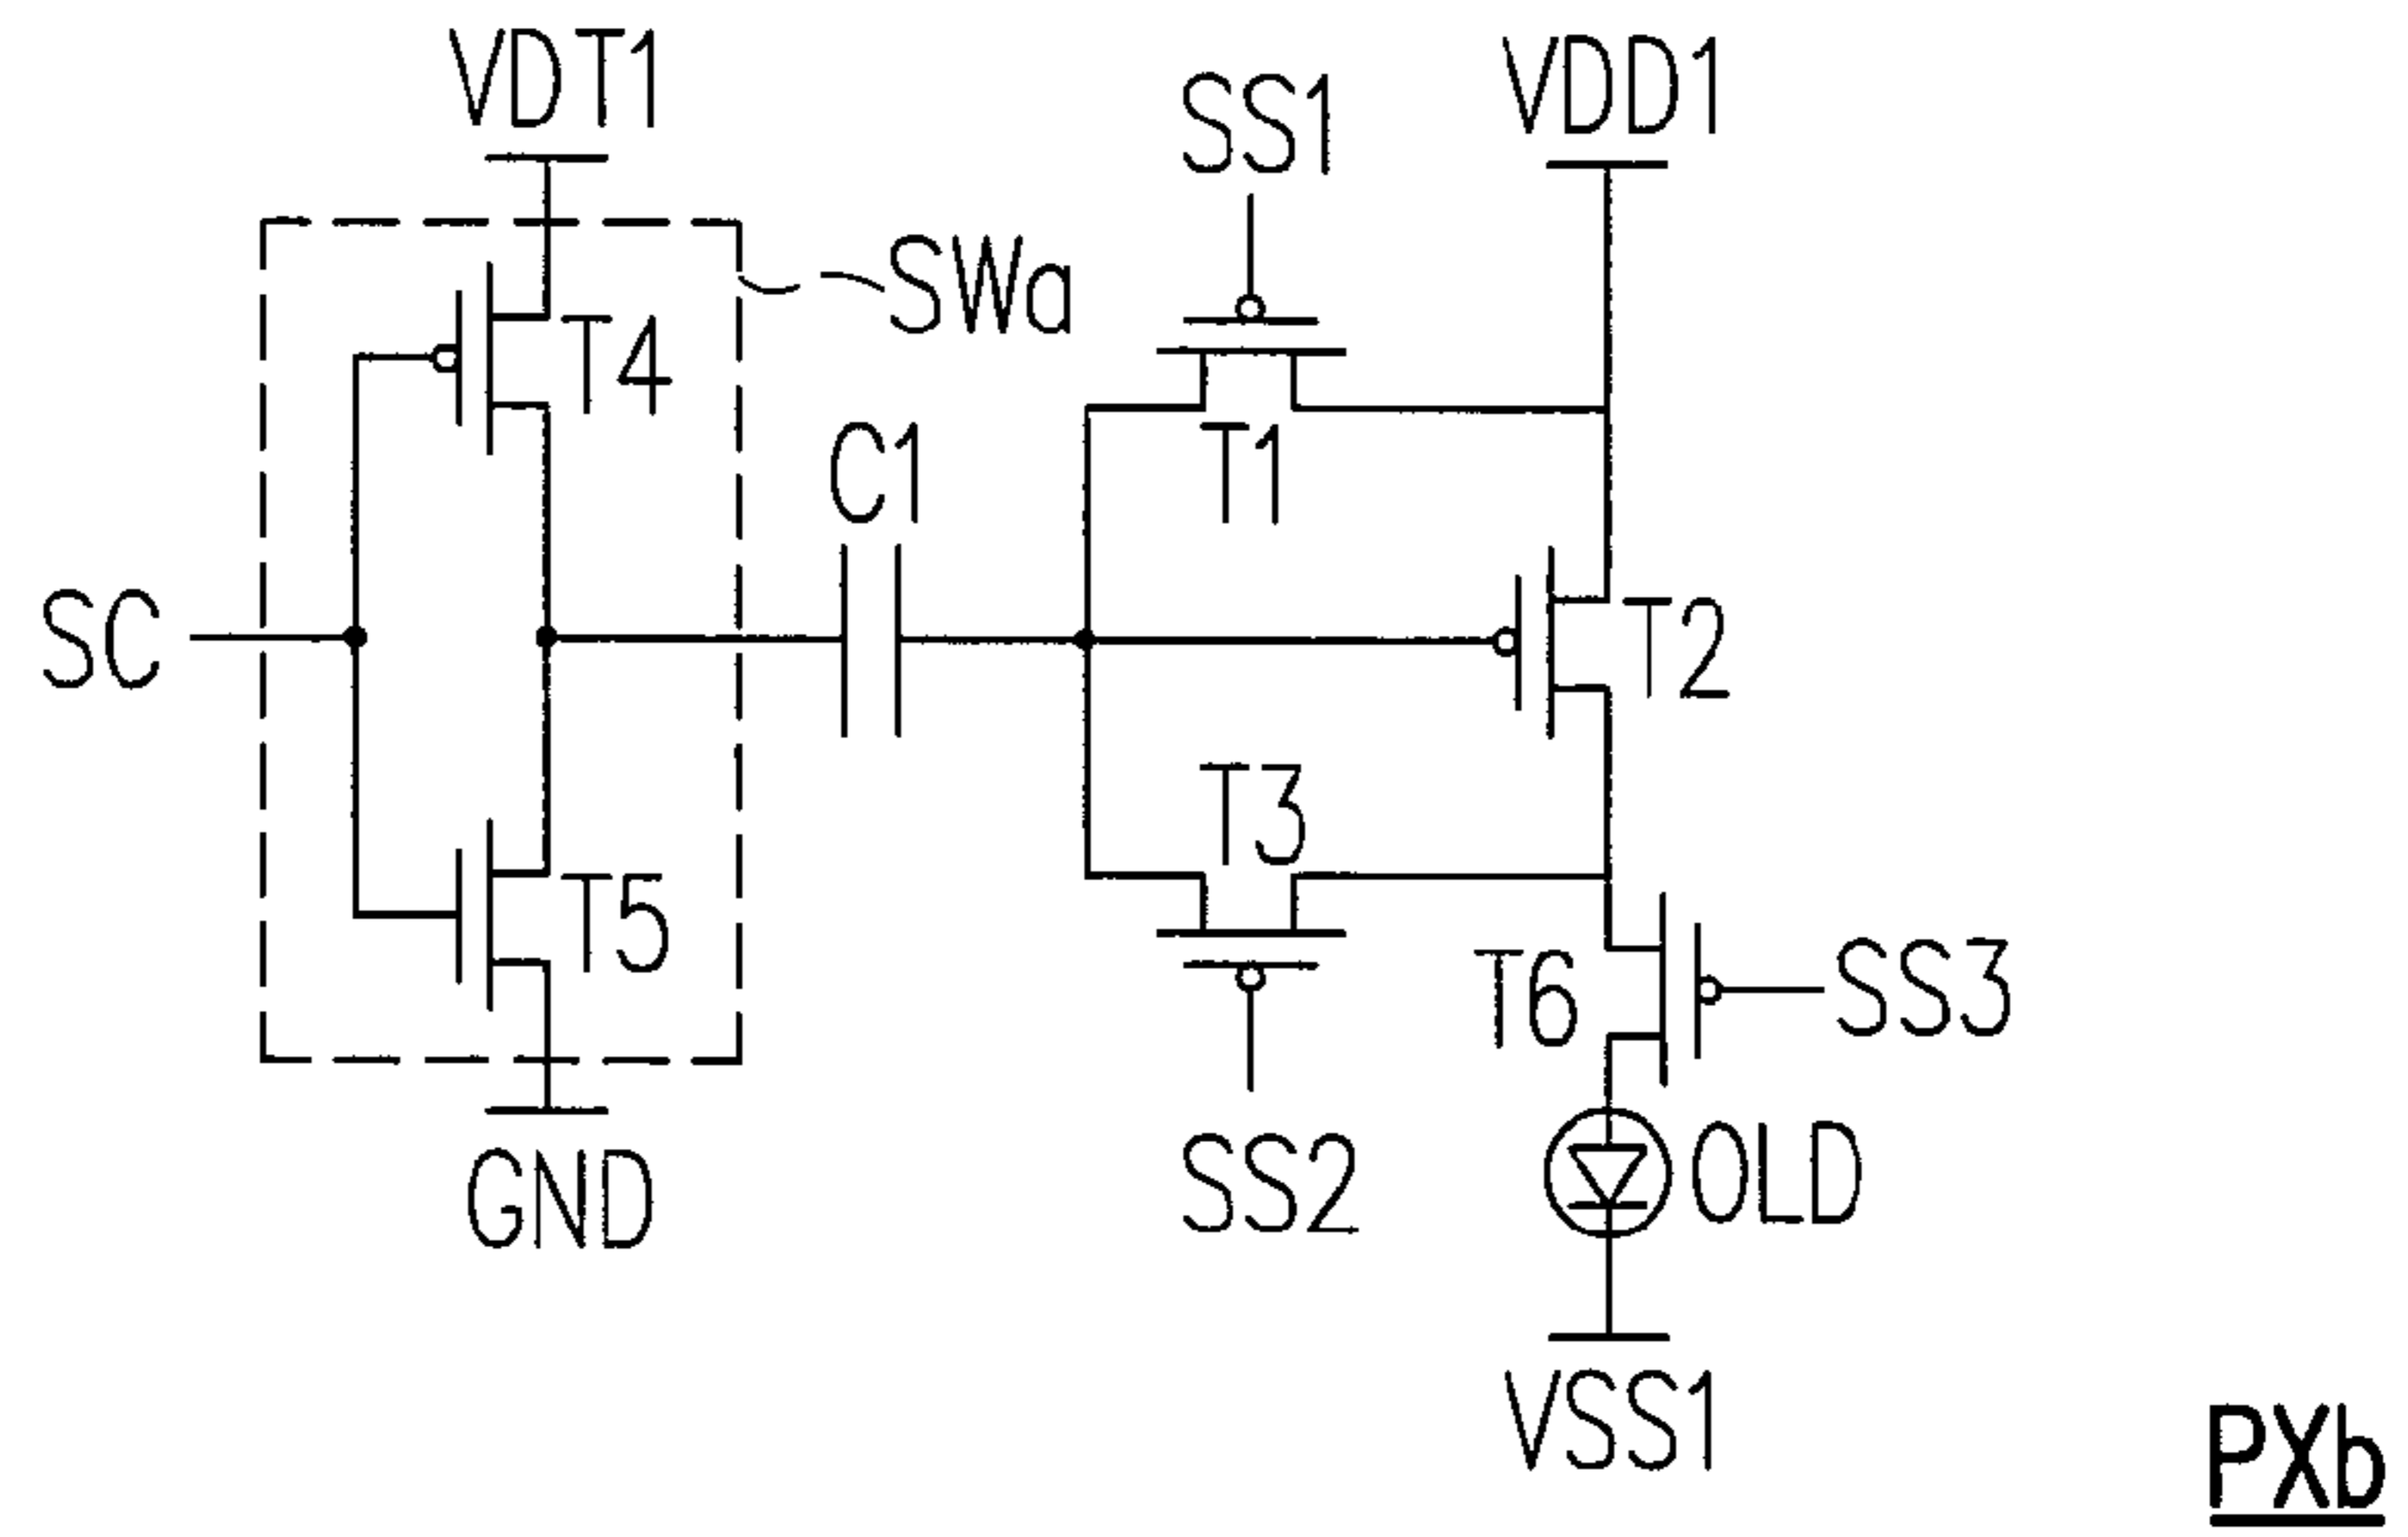 VDT1
VDD1
SS1
SWa
T4
C1
T1
SC
T2
T3
T5
T6
SS3
GND
SS2
OLD
VSS1
PXb